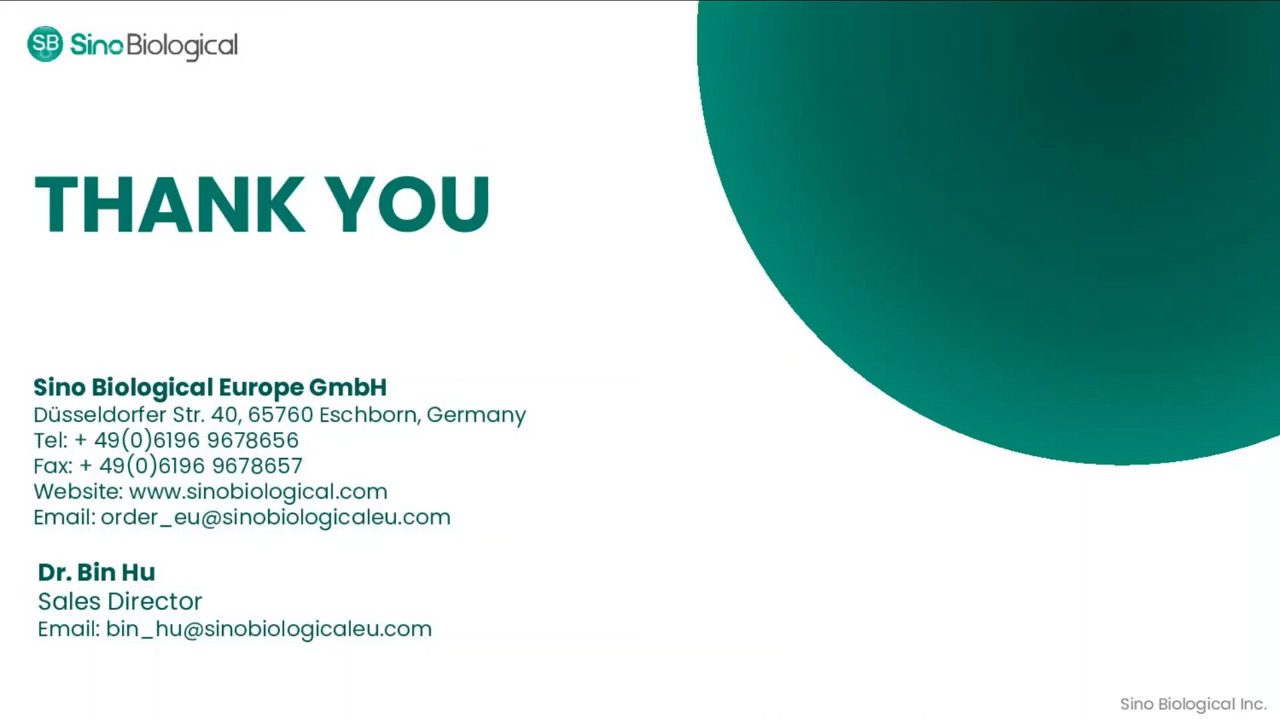 SB SinoBiological
THANK YOU
Sino Biological Europe GmbH
Düsseldorfer Str. 40, 65760 Eschborn, Germany
Tel: + 49(0)6196 9678656
Fax: + 49(0)6196 9678657
Website: www.sinobiological.com
Email: order_eu@sinobiologicaleu.com
Dr. Bin Hu
Sales Director
Email: bin_hu@sinobiologicaleu.com
Sino Biological Inc.